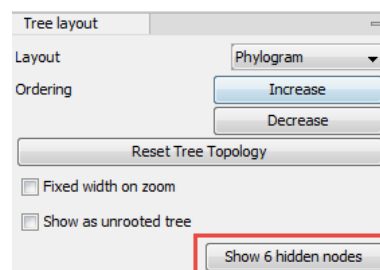 Tree layout
Layout Phylogram
Ordering Increase
Decrease
Reset Tree Topology
Fixed width on zoom
Show as unrooted tree
Show 6 hidden nodes